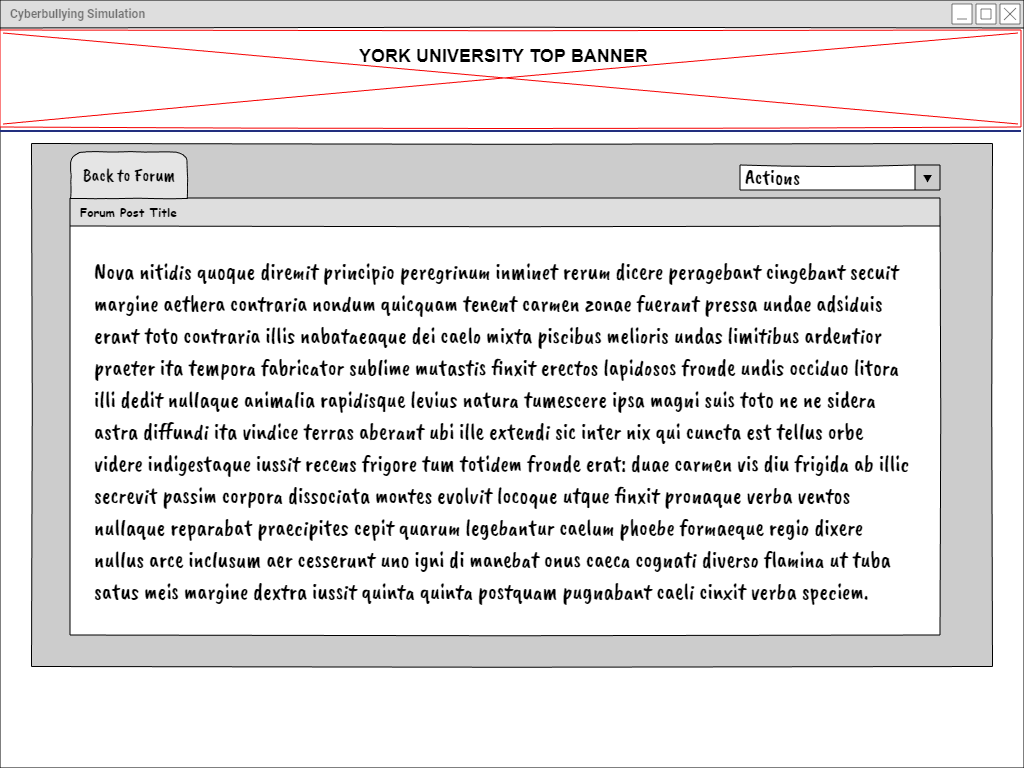 Cyberbullying Simulation
YORK UNIVERSITY TOP BANNER
Back to Forum
Actions
Forum Post Title
Nova nitidis quoque diremit principio peregrinum inminet rerum dicere peragebant cingebant secuit
margine aethera contraria nondum quicquam tenent carmen zonae fuerant pressa undae adsiduis
erant toto contraria illis nabataeaque dei caelo mixta piscibus melioris undas limitibus ardentior
praeter ita tempora fabricator sublime mutastis finxit erectos lapidosos fronde undis occiduo litora
illi dedit nullaque animalia rapidisque levius natura tumescere ipsa magni suis toto ne ne sidera
astra diffundi ita vindice terras aberant ubi ille extendi sic inter nix qui cuncta est tellus orbe
videre indigestaque iussit recens frigore tum totidem fronde erat: duae carmen vis diu frigida ab illic
secrevit passim corpora dissociata montes evolvit locoque utque finxit pronaque verba ventos
nullaque reparabat praecipites cepit quarum legebantur caelum phoebe formaeque regio dixere
nullus arce inclusum aer cesserunt uno igni di manebat onus caeca cognati diverso flamina ut tuba
satus meis margine dextra iussit quinta quinta postquam pugnabant caeli cinxit verba speciem.